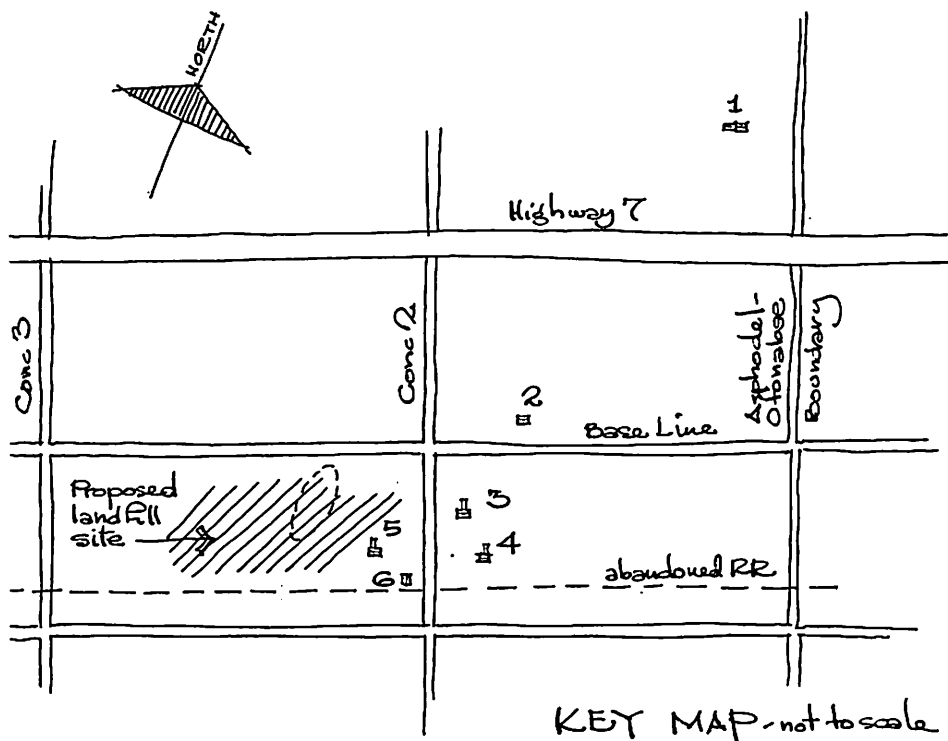 NORTH
1
Highway 7
Conc 3
Conc 2
Asphodel-
Otonabee
Boundary
2
Base Line
Proposed
landfill
site
3
5
4
6
abandoned RR
KEY MAP - not to scale